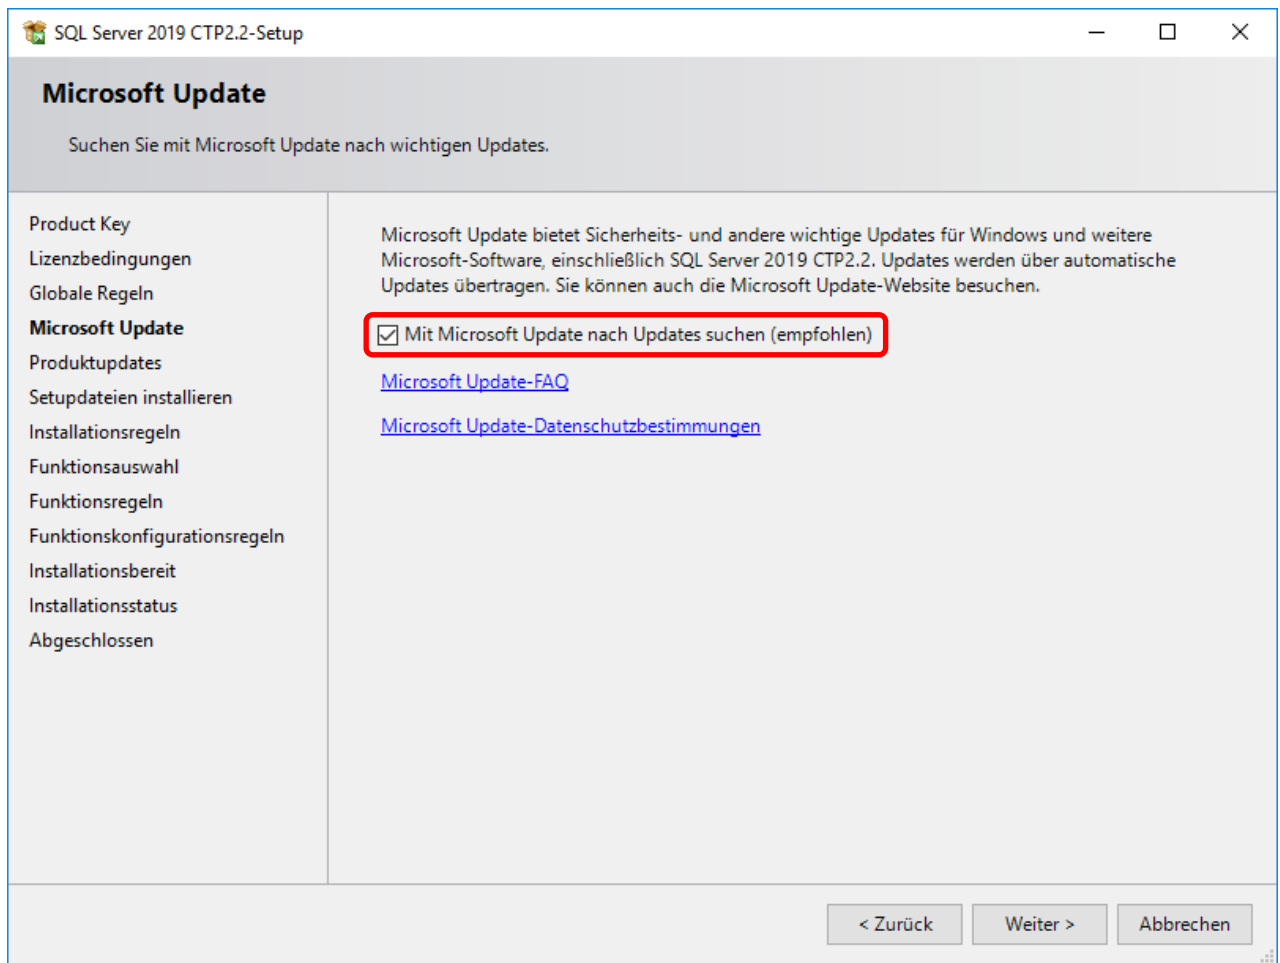 SQL Server 2019 CTP2.2-Setup
Microsoft Update
Suchen Sie mit Microsoft Update nach wichtigen Updates.
Product Key
Lizenzbedingungen
Globale Regeln
Microsoft Update
Produktupdates
Setupdateien installieren
Installationsregeln
Funktionsauswahl
Funktionsregeln
Funktionskonfigurationsregeln
Installationsbereit
Installationsstatus
Abgeschlossen
Microsoft Update bietet Sicherheits- und andere wichtige Updates für Windows und weitere
Microsoft-Software, einschließlich SQL Server 2019 CTP2.2. Updates werden über automatische
Updates übertragen. Sie können auch die Microsoft Update-Website besuchen.
Mit Microsoft Update nach Updates suchen (empfohlen)
Microsoft Update-FAQ
Microsoft Update-Datenschutzbestimmungen
< Zurück
Weiter >
Abbrechen